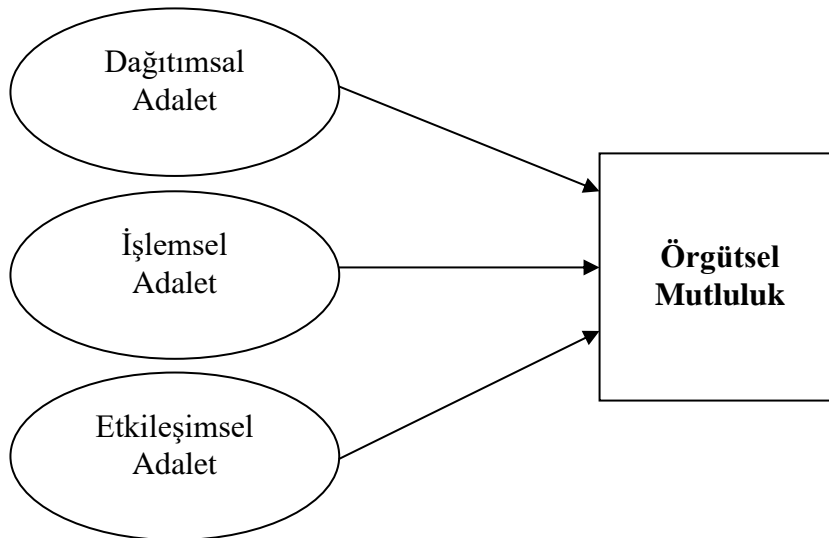 Dağıtımsal
Adalet
İşlemsel
Adalet
Etkileşimsel
Adalet
Örgütsel
Mutluluk